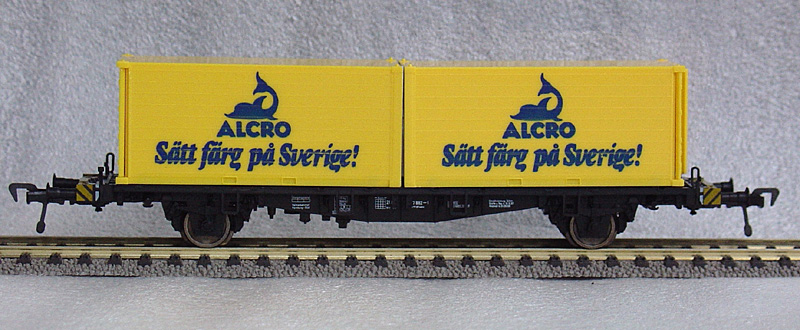 ALCRO
Sätt färg på Sverige!
ALCRO
Sätt färg på Sverige!